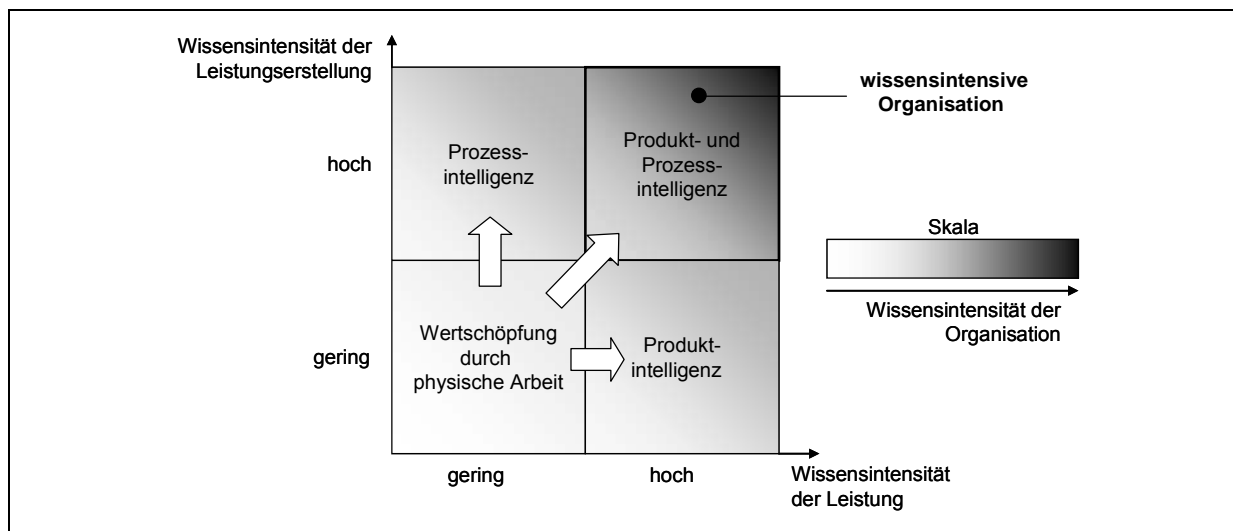 Wissensintensität der
Leistungserstellung
wissensintensive
Organisation
hoch
Prozess-
intelligenz
Produkt- und
Prozess-
intelligenz
Skala
Wissensintensität der
Organisation
gering
Wertschöpfung
durch
physische Arbeit
Produkt-
intelligenz
gering
hoch
Wissensintensität
der Leistung